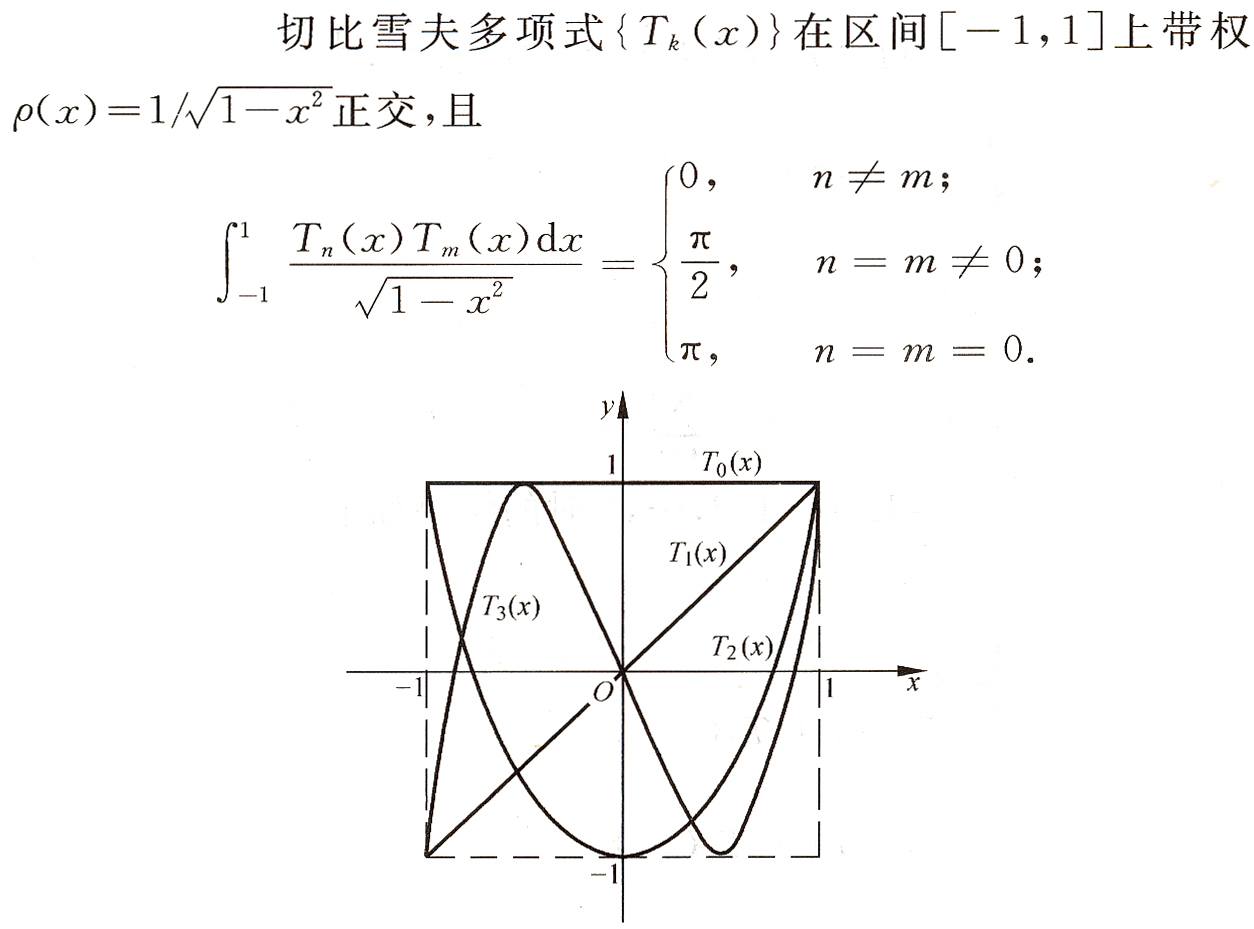 切比雪夫多项式{T_k(x)}在区间[-1,1]上带权
ρ(x)=1/√(1-x²)正交,且
∫_{-1}^{1} T_n(x)T_m(x)dx / √(1-x²) = { 0, n≠m;
π/2, n=m≠0;
π, n=m=0.
y
1 T_0(x)
T_1(x)
T_3(x)
T_2(x)
-1 O 1 x
-1